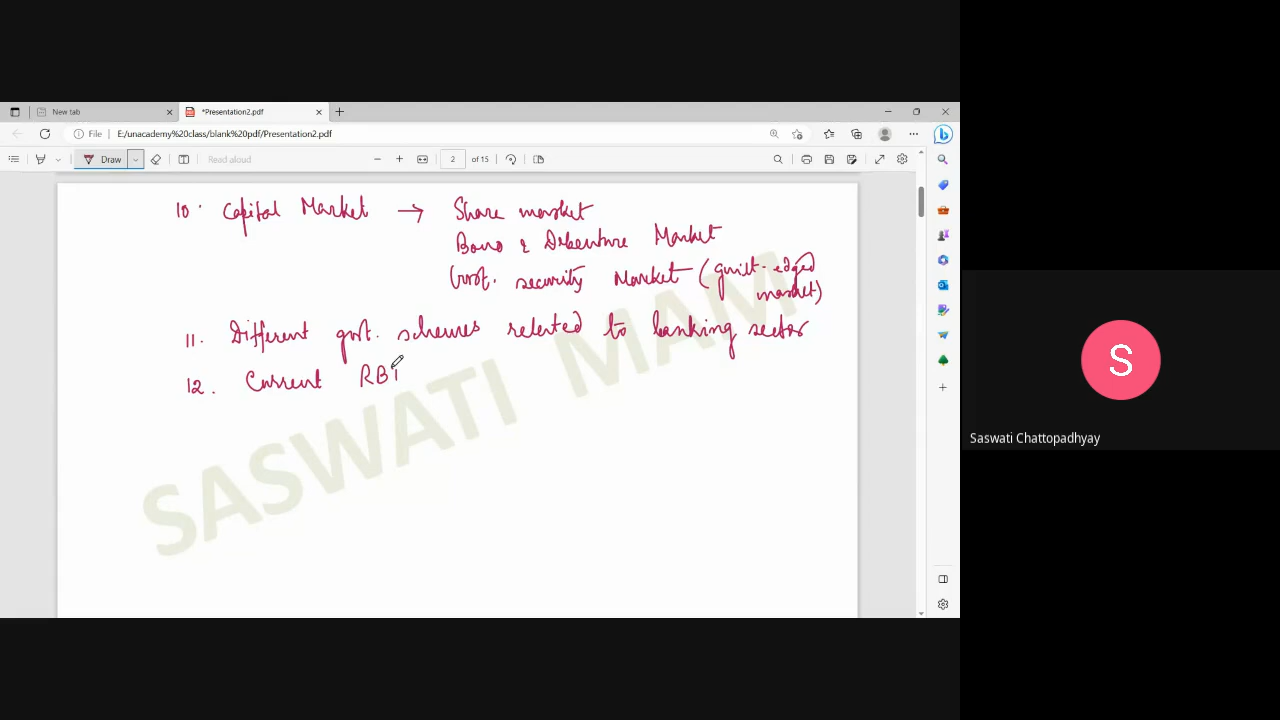 New tab
*Presentation2.pdf
File
E:/unacademy%20class/blank%20pdf/Presentation2.pdf
Draw
Read aloud
2 of 15
10. Capital Market → Share market
Bond & Debenture Market
Govt. security Market (guilt-edged
market)
11. Different govt. schemes related to banking sector
12. Current RBI
SASWATI MAM
S
Saswati Chattopadhyay